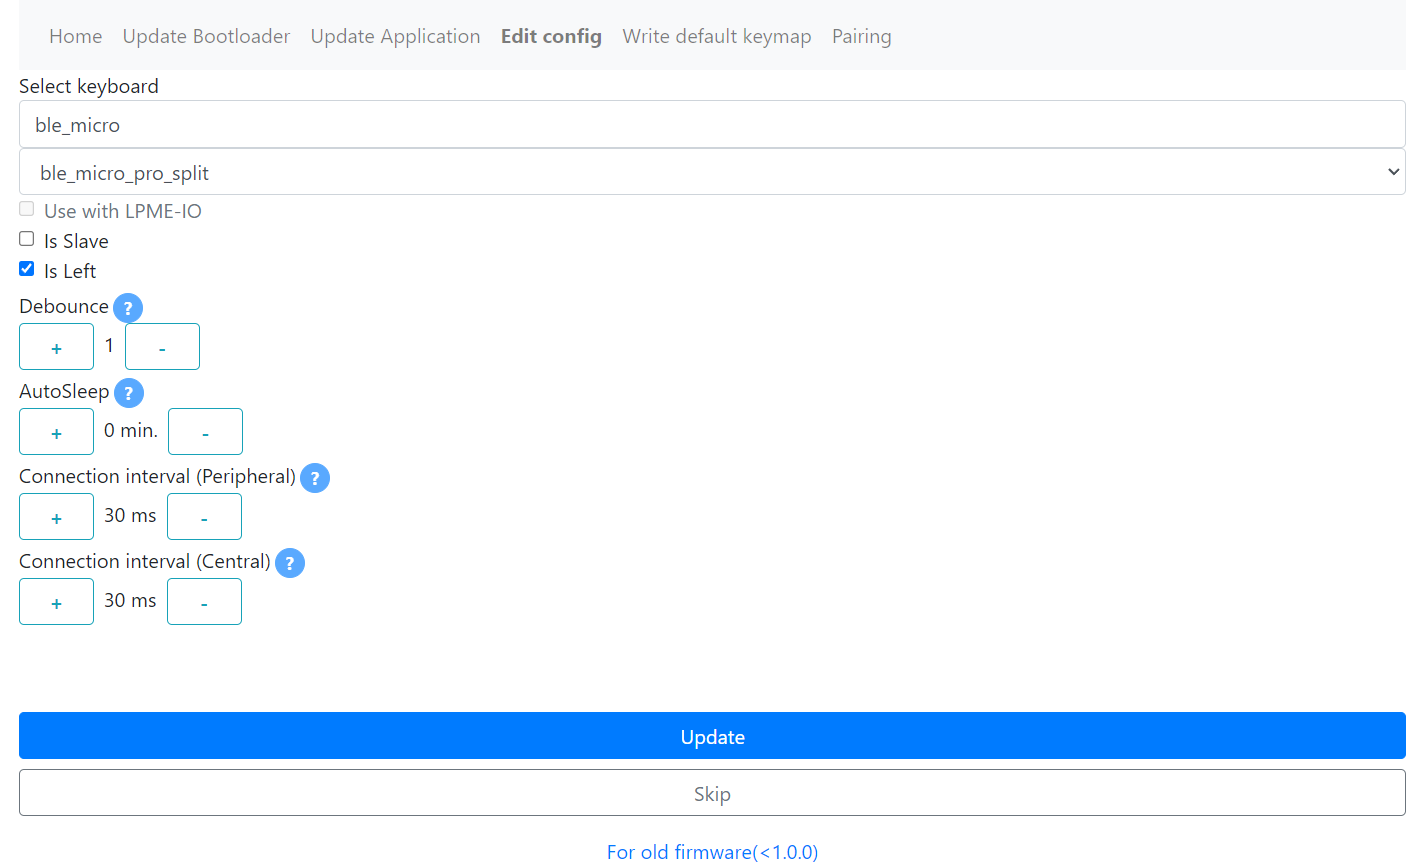 Home Update Bootloader Update Application Edit config Write default keymap Pairing
Select keyboard
ble_micro
ble_micro_pro_split
Use with LPME-IO
Is Slave
Is Left
Debounce ?
+ 1 -
AutoSleep ?
+ 0 min. -
Connection interval (Peripheral) ?
+ 30 ms -
Connection interval (Central) ?
+ 30 ms -
Update
Skip
For old firmware(<1.0.0)